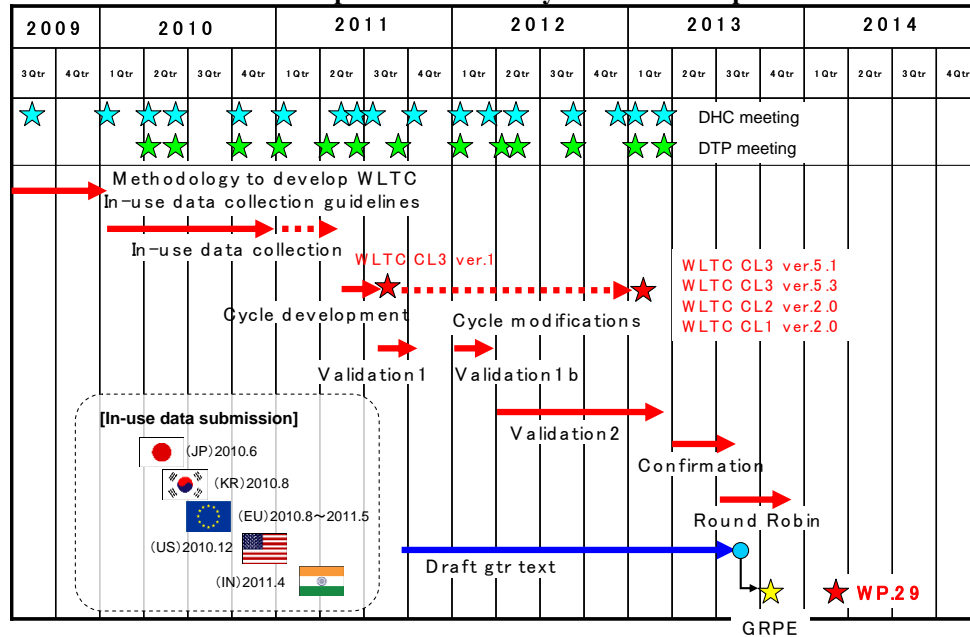 2009 2010 2011 2012 2013 2014
3Qtr 4Qtr 1Qtr 2Qtr 3Qtr 4Qtr 1Qtr 2Qtr 3Qtr 4Qtr 1Qtr 2Qtr 3Qtr 4Qtr 1Qtr 2Qtr 3Qtr 4Qtr 1Qtr 2Qtr 3Qtr 4Qtr
DHC meeting
DTP meeting
Methodology to develop WLTC
In-use data collection guidelines
In-use data collection
WLTC CL3 ver.1
WLTC CL3 ver.5.1
WLTC CL3 ver.5.3
WLTC CL2 ver.2.0
WLTC CL1 ver.2.0
Cycle development
Cycle modifications
Validation1
Validation1b
Validation2
Confirmation
Round Robin
[In-use data submission]
(JP)2010.6
(KR)2010.8
(EU)2010.8～2011.5
(US)2010.12
(IN)2011.4
Draft gtr text
WP.29
GRPE